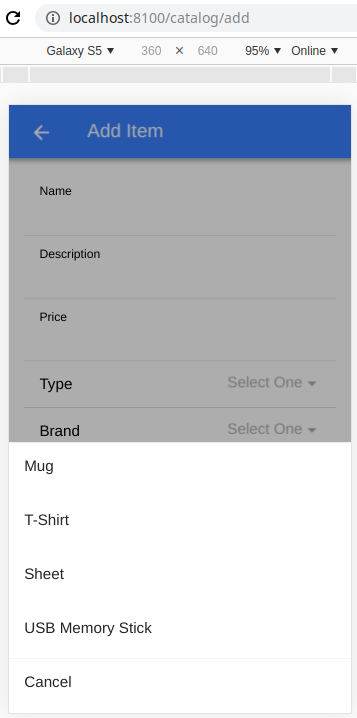 localhost:8100/catalog/add
Galaxy S5 ▼ 360 × 640 95% ▼ Online ▼
Add Item
Name
Description
Price
Type Select One
Brand Select One
Mug
T-Shirt
Sheet
USB Memory Stick
Cancel